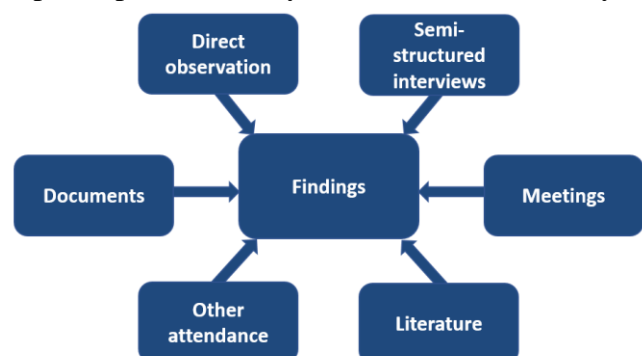 Direct
observation
Semi-
structured
interviews
Documents
Findings
Meetings
Other
attendance
Literature